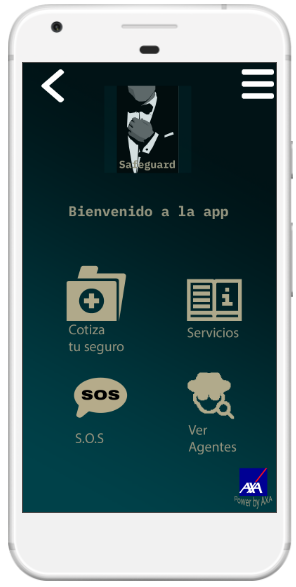 Safeguard
Bienvenido a la app
Cotiza
tu seguro
Servicios
SOS
S.O.S
Ver
Agentes
AXA
Power by AXA